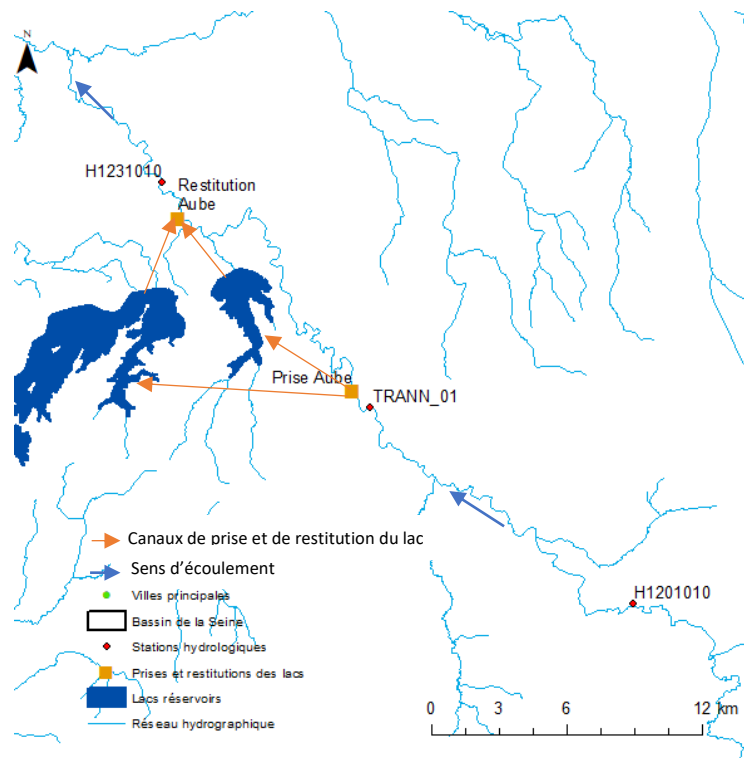 N
H1231010
Restitution
Aube
Prise Aube
TRANN_01
H1201010
Canaux de prise et de restitution du lac
Sens d'écoulement
Villes principales
Bassin de la Seine
Stations hydrologiques
Prises et restitutions des lacs
Lacs réservoirs
Réseau hydrographique
0 3 6 12 km